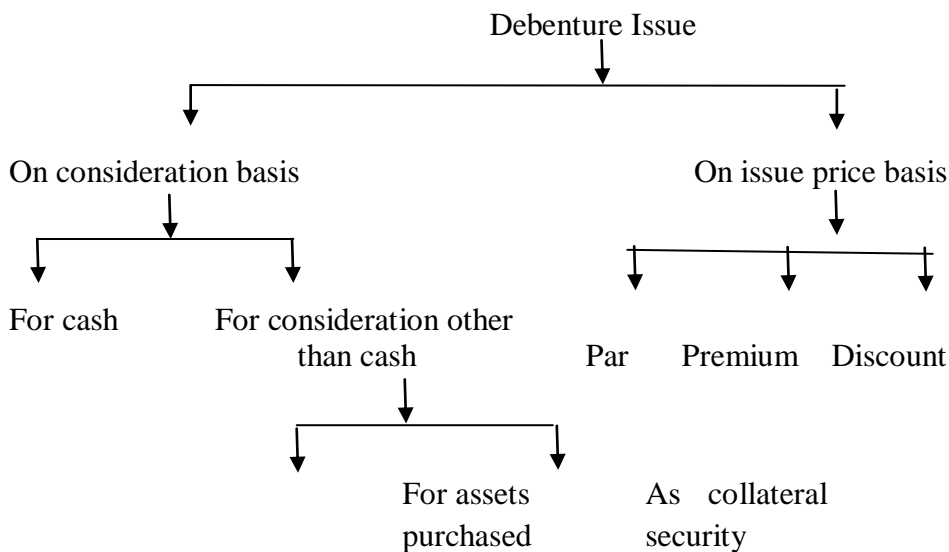 Debenture Issue
On consideration basis
On issue price basis
For cash
For consideration other
than cash
Par
Premium
Discount
For assets
purchased
As collateral
security